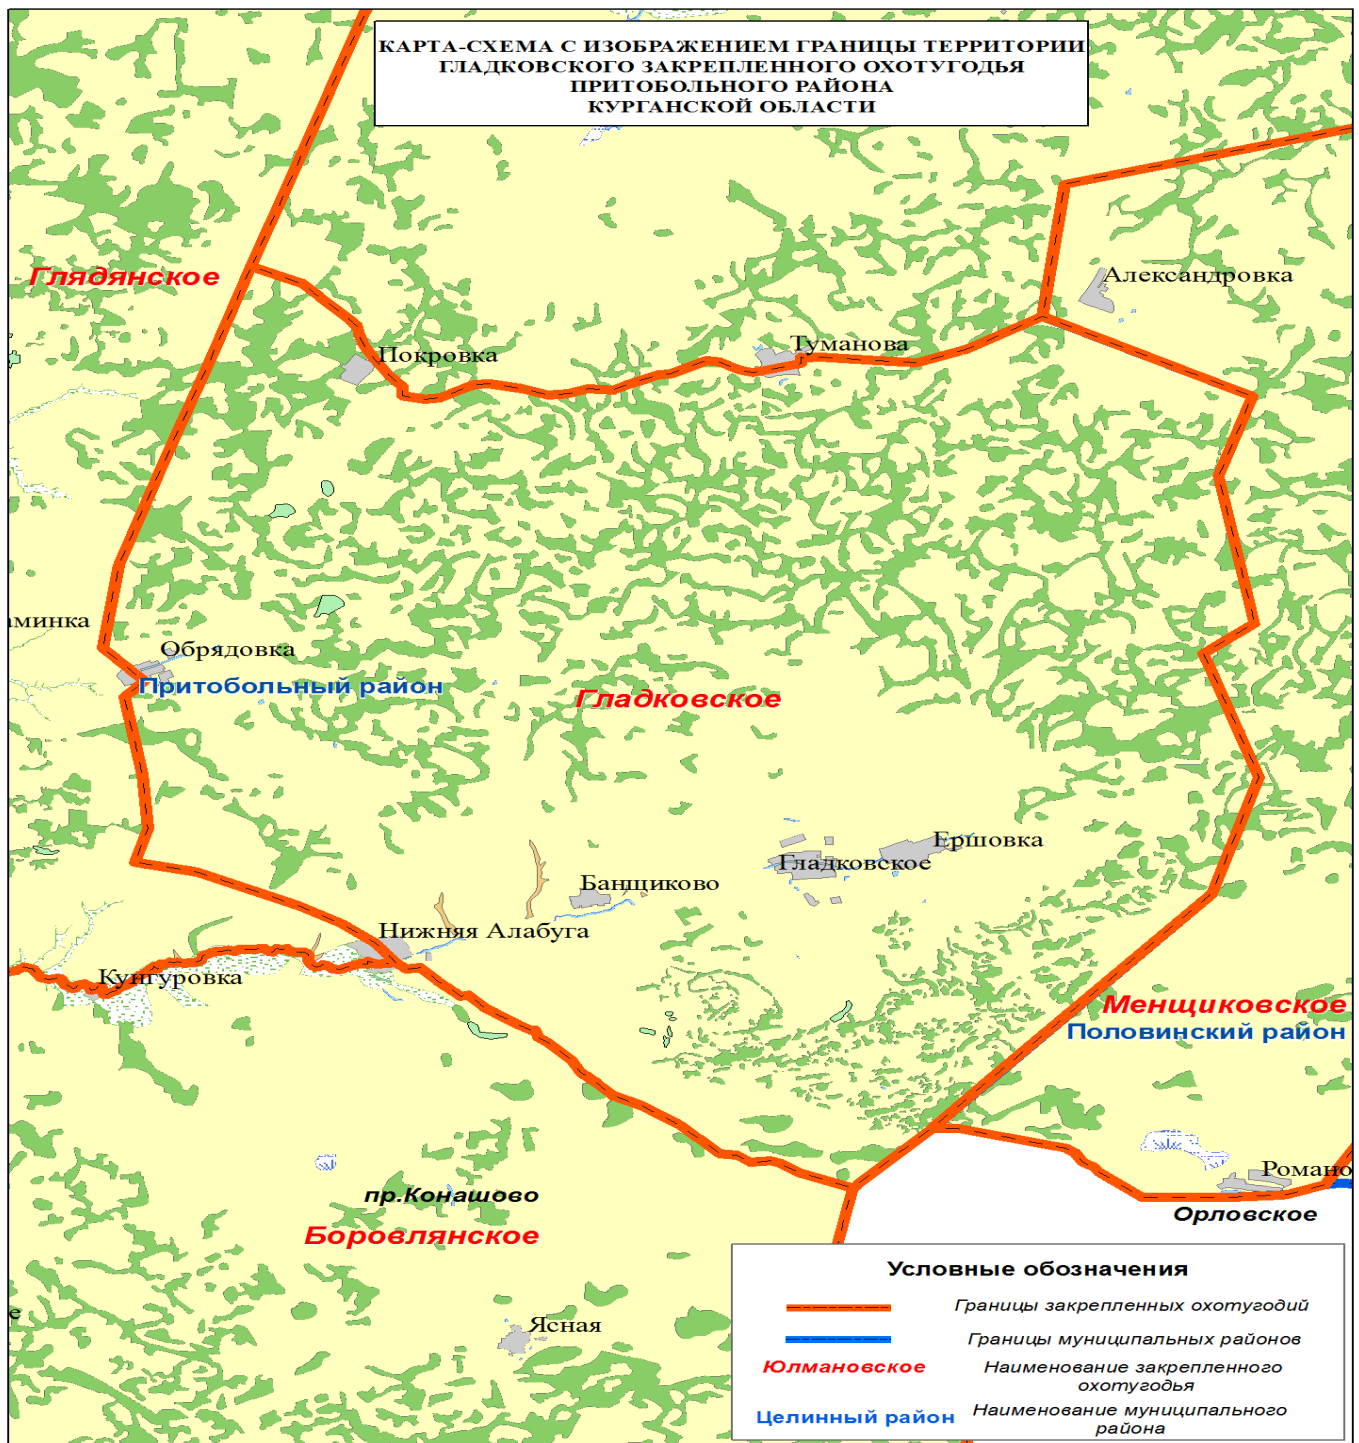 КАРТА-СХЕМА С ИЗОБРАЖЕНИЕМ ГРАНИЦЫ ТЕРРИТОРИИ
ГЛАДКОВСКОГО ЗАКРЕПЛЕННОГО ОХОТУГОДЬЯ
ПРИТОБОЛЬНОГО РАЙОНА
КУРГАНСКОЙ ОБЛАСТИ
Глядянское
Александровка
Туманова
Покровка
аминка
Обрядовка
Притобольный район
Гладковское
Ершовка
Гладковское
Банщиково
Нижняя Алабуга
Кунгуровка
Менщиковское
Половинский район
Романо
пр.Конашово
Орловское
Боровлянское
е
Ясная
Условные обозначения
Границы закрепленных охотугодий
Границы муниципальных районов
Юлмановское Наименование закрепленного
охотугодья
Целинный район Наименование муниципального
района